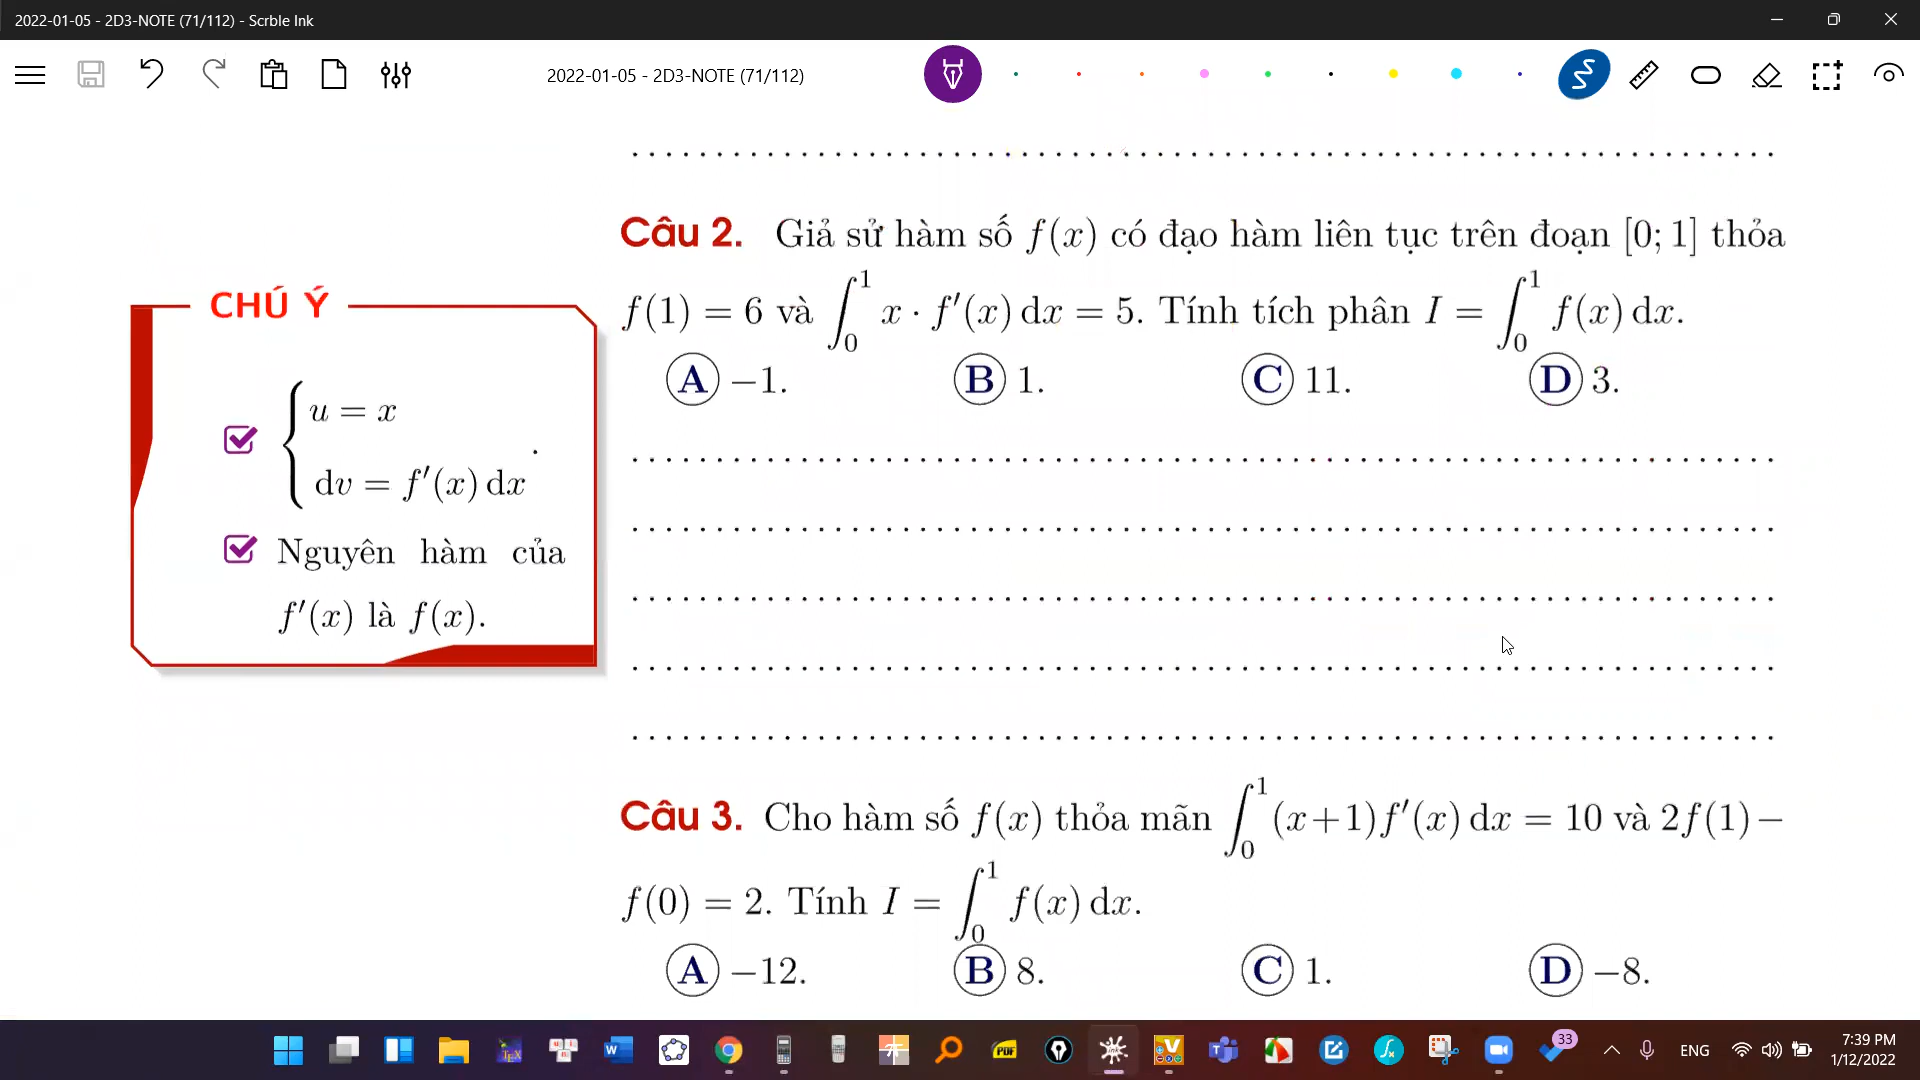 2022-01-05 - 2D3-NOTE (71/112) - Scrble Ink
2022-01-05 - 2D3-NOTE (71/112)
Câu 2. Giả sử hàm số f(x) có đạo hàm liên tục trên đoạn [0; 1] thỏa
f(1) = 6 và ∫₀¹ x · f′(x) dx = 5. Tính tích phân I = ∫₀¹ f(x) dx.
A −1. B 1. C 11. D 3.
CHÚ Ý
{ u = x
dv = f′(x) dx .
Nguyên hàm của
f′(x) là f(x).
Câu 3. Cho hàm số f(x) thỏa mãn ∫₀¹ (x+1)f′(x) dx = 10 và 2f(1) −
f(0) = 2. Tính I = ∫₀¹ f(x) dx.
A −12. B 8. C 1. D −8.
33
ENG
7:39 PM
1/12/2022